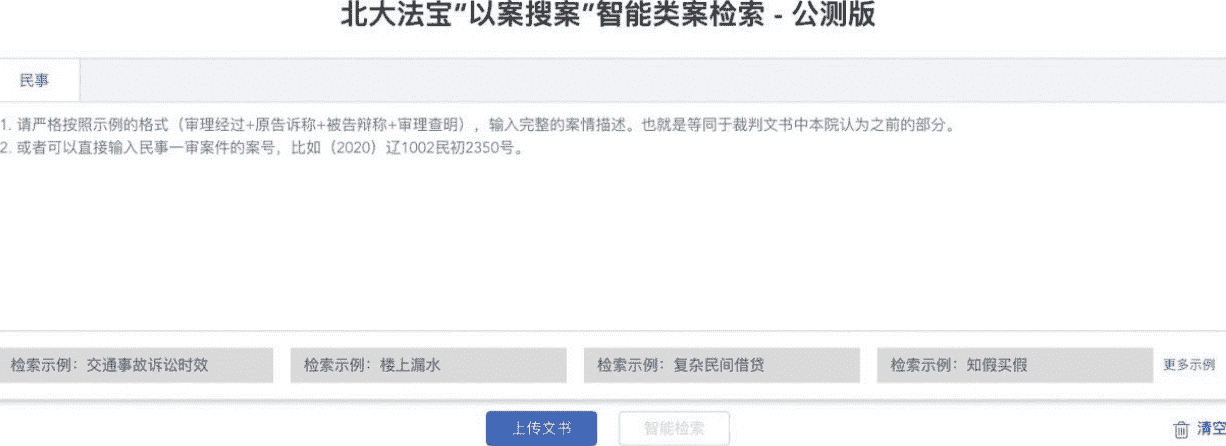 北大法宝“以案搜案”智能类案检索 - 公测版
民事
1. 请严格按照示例的格式（审理经过+原告诉称+被告辩称+审理查明），输入完整的案情描述。也就是等同于裁判文书中本院认为之前的部分。
2. 或者可以直接输入民事一审案件的案号，比如（2020）辽1002民初2350号。
检索示例：交通事故诉讼时效 检索示例：楼上漏水 检索示例：复杂民间借贷 检索示例：知假买假 更多示例
上传文书 智能检索 清空